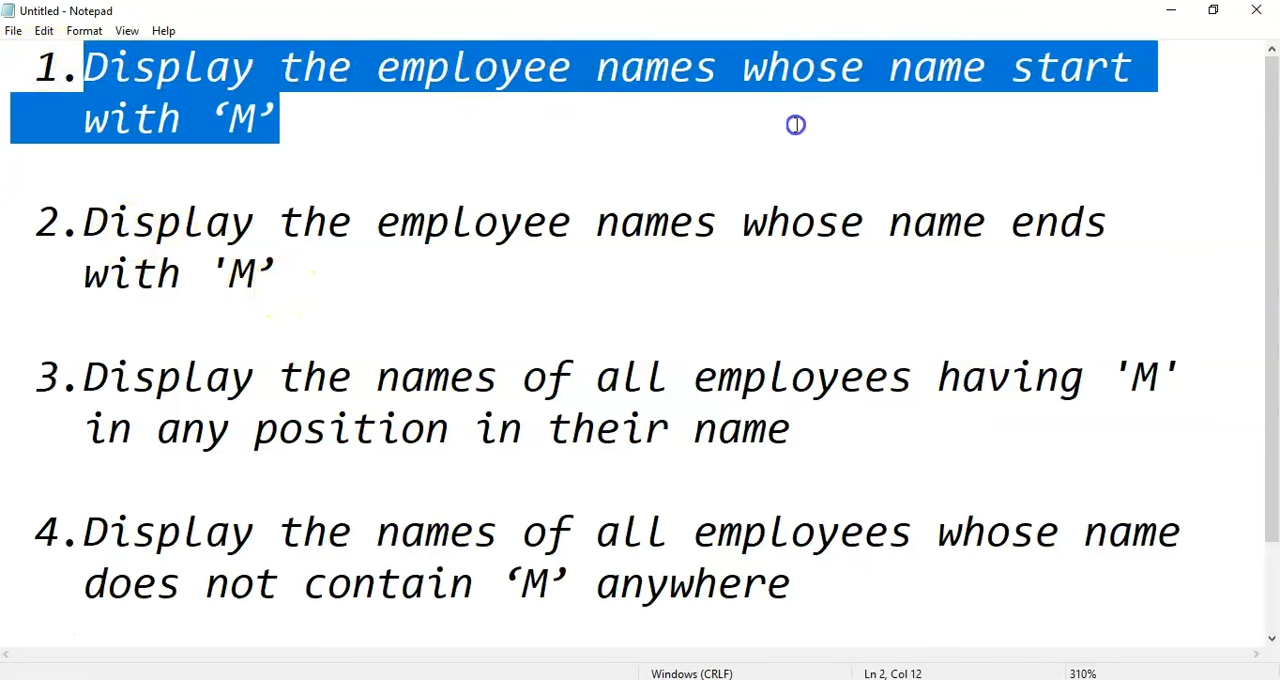 Untitled - Notepad
File Edit Format View Help
1.Display the employee names whose name start
with ‘M’
2.Display the employee names whose name ends
with 'M’
3.Display the names of all employees having 'M'
in any position in their name
4.Display the names of all employees whose name
does not contain ‘M’ anywhere
Windows (CRLF) Ln 2, Col 12 310%